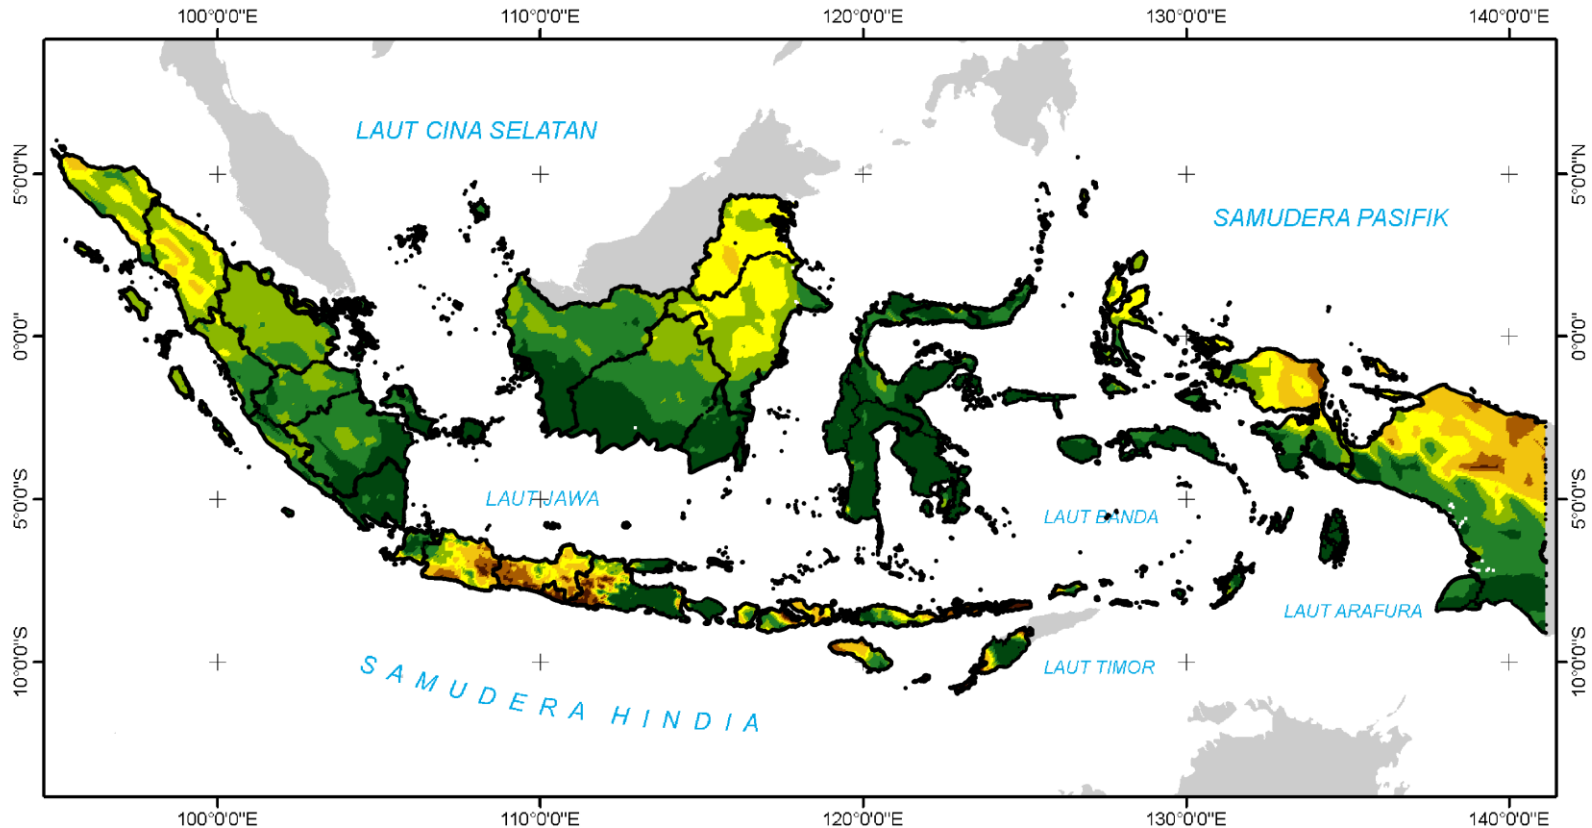 100°0'0"E 110°0'0"E 120°0'0"E 130°0'0"E 140°0'0"E
LAUT CINA SELATAN
5°0'0"N 5°0'0"N
SAMUDERA PASIFIK
0°0'0" 0°0'0"
5°0'0"S 5°0'0"S
LAUT JAWA
LAUT BANDA
LAUT ARAFURA
10°0'0"S 10°0'0"S
LAUT TIMOR
SAMUDERA HINDIA
100°0'0"E 110°0'0"E 120°0'0"E 130°0'0"E 140°0'0"E